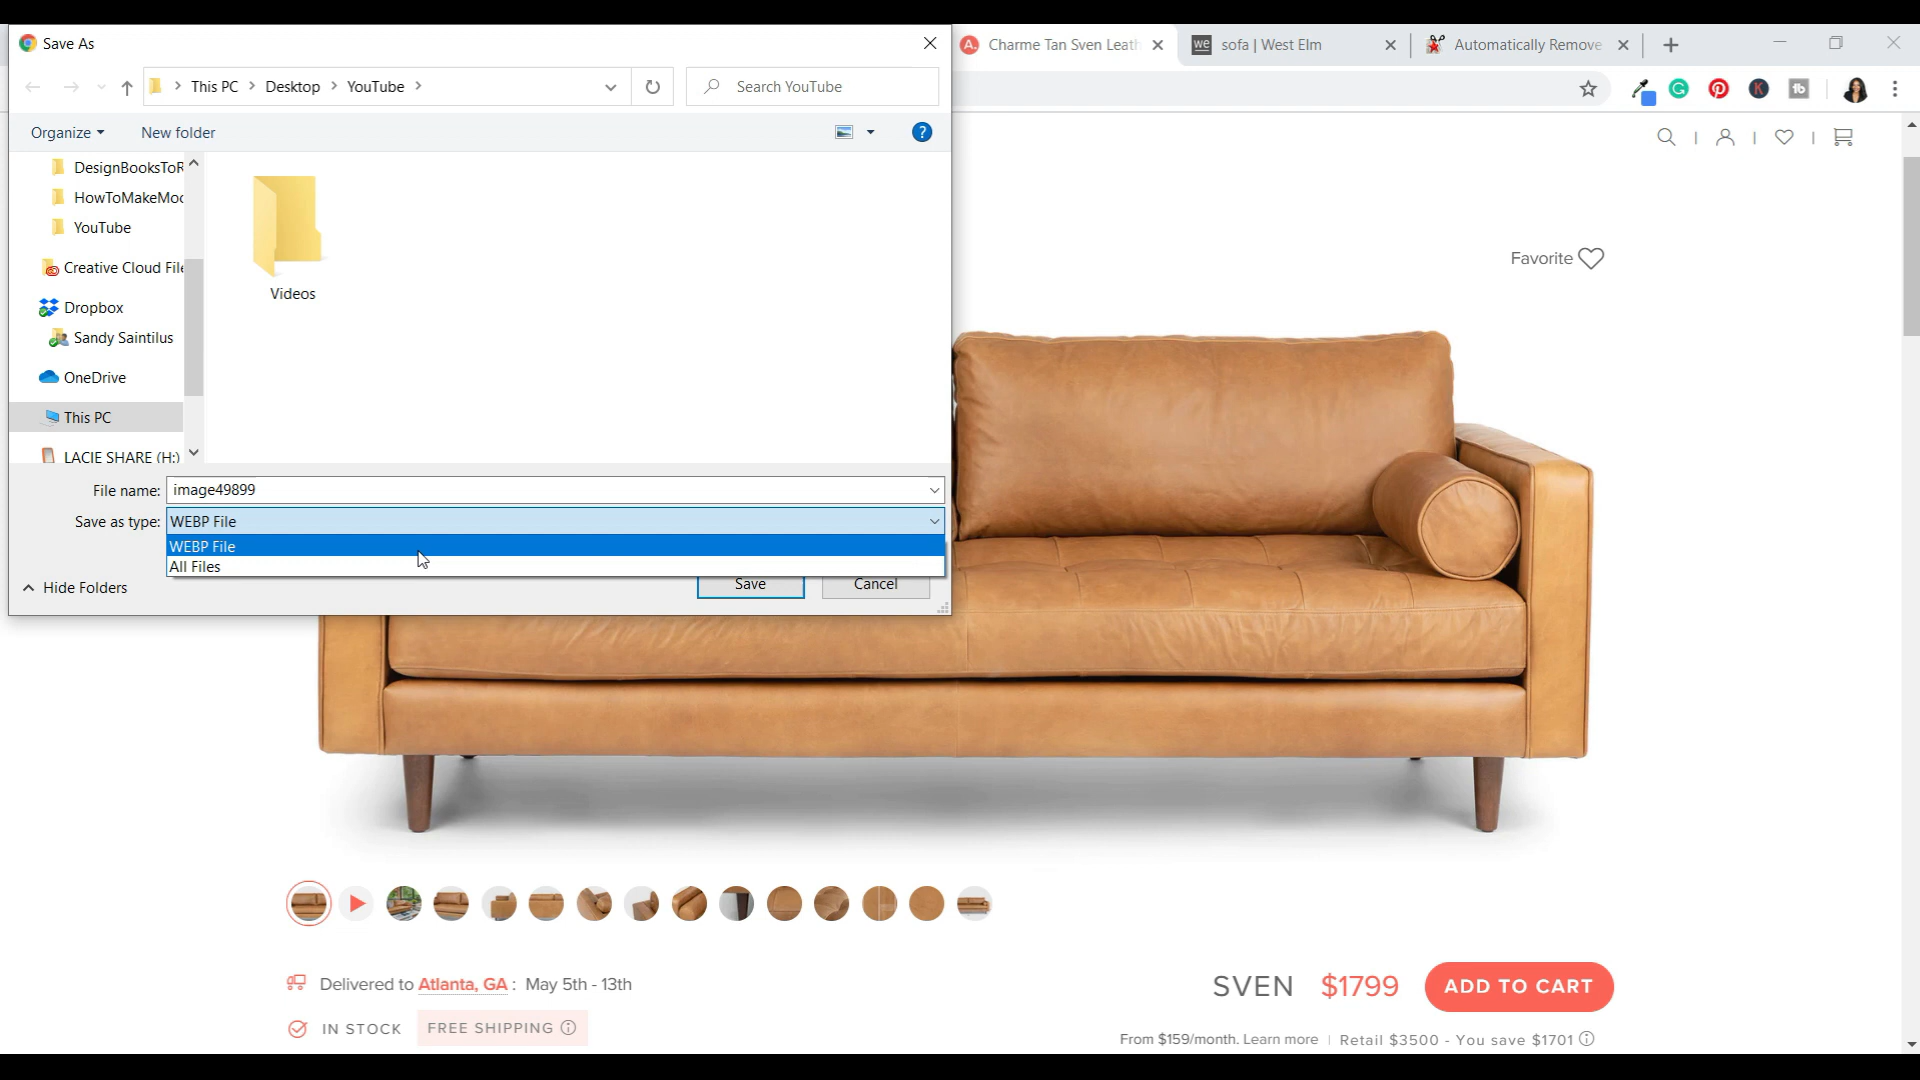 Save As
Charme Tan Sven Leath
we sofa | West Elm
Automatically Remove
This PC > Desktop > YouTube >
Search YouTube
Organize
New folder
?
DesignBooksToR
HowToMakeMoo
YouTube
Creative Cloud File
Dropbox
Sandy Saintilus
OneDrive
This PC
LACIE SHARE (H:)
Videos
File name: image49899
Save as type: WEBP File
WEBP File
All Files
Hide Folders
Save
Cancel
Favorite
Delivered to Atlanta, GA : May 5th - 13th
IN STOCK FREE SHIPPING
SVEN $1799 ADD TO CART
From $159/month. Learn more | Retail $3500 - You save $1701